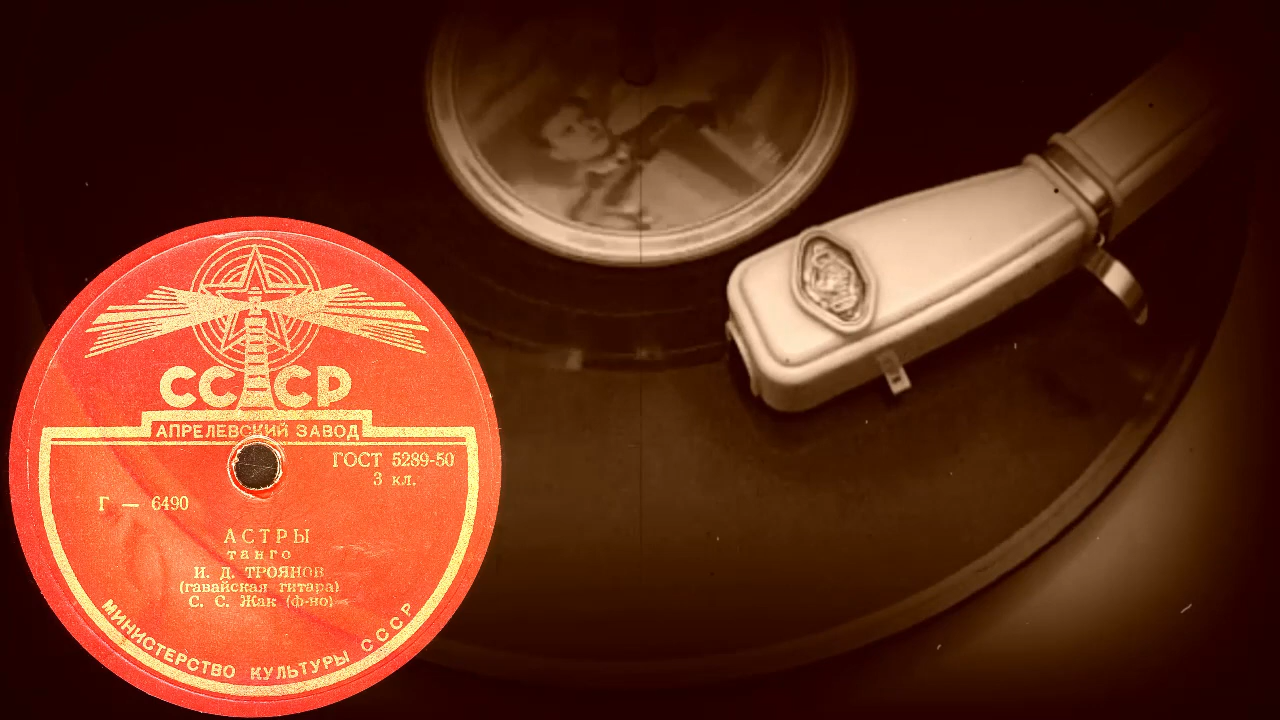 СССР
АПРЕЛЕВСКИЙ ЗАВОД
ГОСТ 5289-50
3 кл.
Г — 6490
АСТРЫ
танго
И. Д. ТРОЯНОВ
(гавайская гитара)
С. С. Жак (ф-но)
МИНИСТЕРСТВО КУЛЬТУРЫ СССР